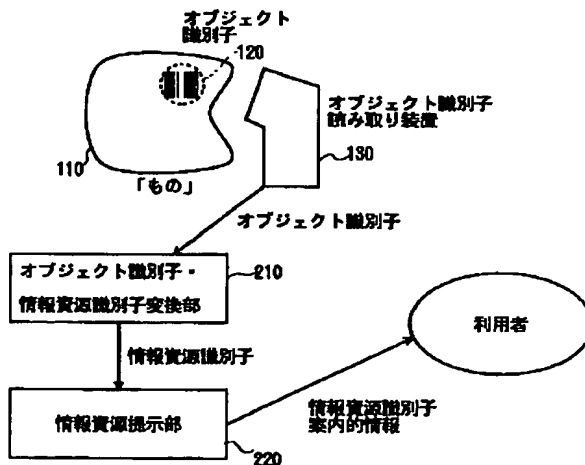 オブジェクト
識別子
120
オブジェクト識別子
読み取り装置
130
110
「もの」
オブジェクト識別子
オブジェクト識別子・
情報資源識別子変換部
210
情報資源識別子
利用者
情報資源提示部
220
情報資源識別子
案内的情報